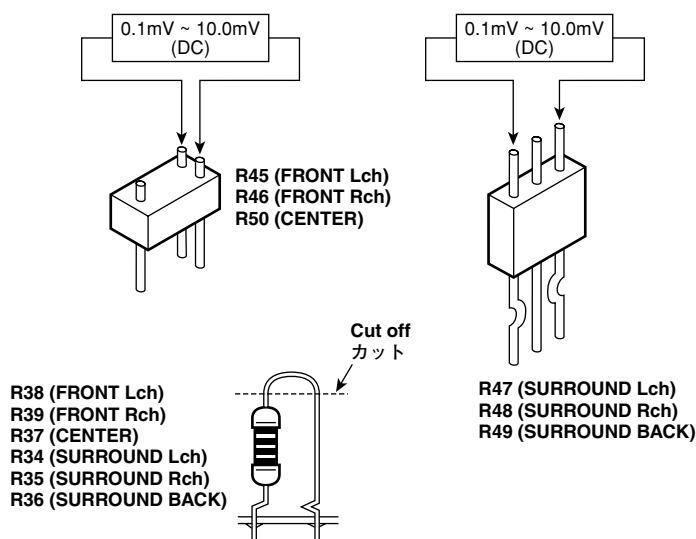 0.1mV ~ 10.0mV
(DC)
R45 (FRONT Lch)
R46 (FRONT Rch)
R50 (CENTER)
0.1mV ~ 10.0mV
(DC)
R47 (SURROUND Lch)
R48 (SURROUND Rch)
R49 (SURROUND BACK)
Cut off
カット
R38 (FRONT Lch)
R39 (FRONT Rch)
R37 (CENTER)
R34 (SURROUND Lch)
R35 (SURROUND Rch)
R36 (SURROUND BACK)